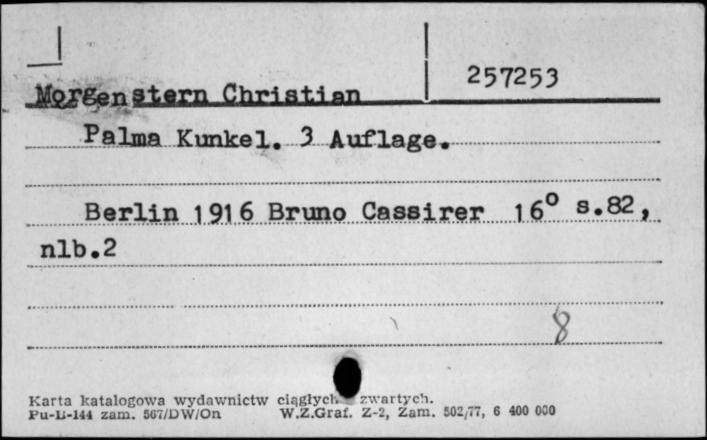 257253
Morgenstern Christian
Palma Kunkel. 3 Auflage.
Berlin 1916 Bruno Cassirer 16° s.82,
nlb.2
8
Karta katalogowa wydawnictw ciągłych zwartych.
Pu-B-144 zam. 567/DW/On W.Z.Graf. Z-2, Zam. 502/77, 6 400 000